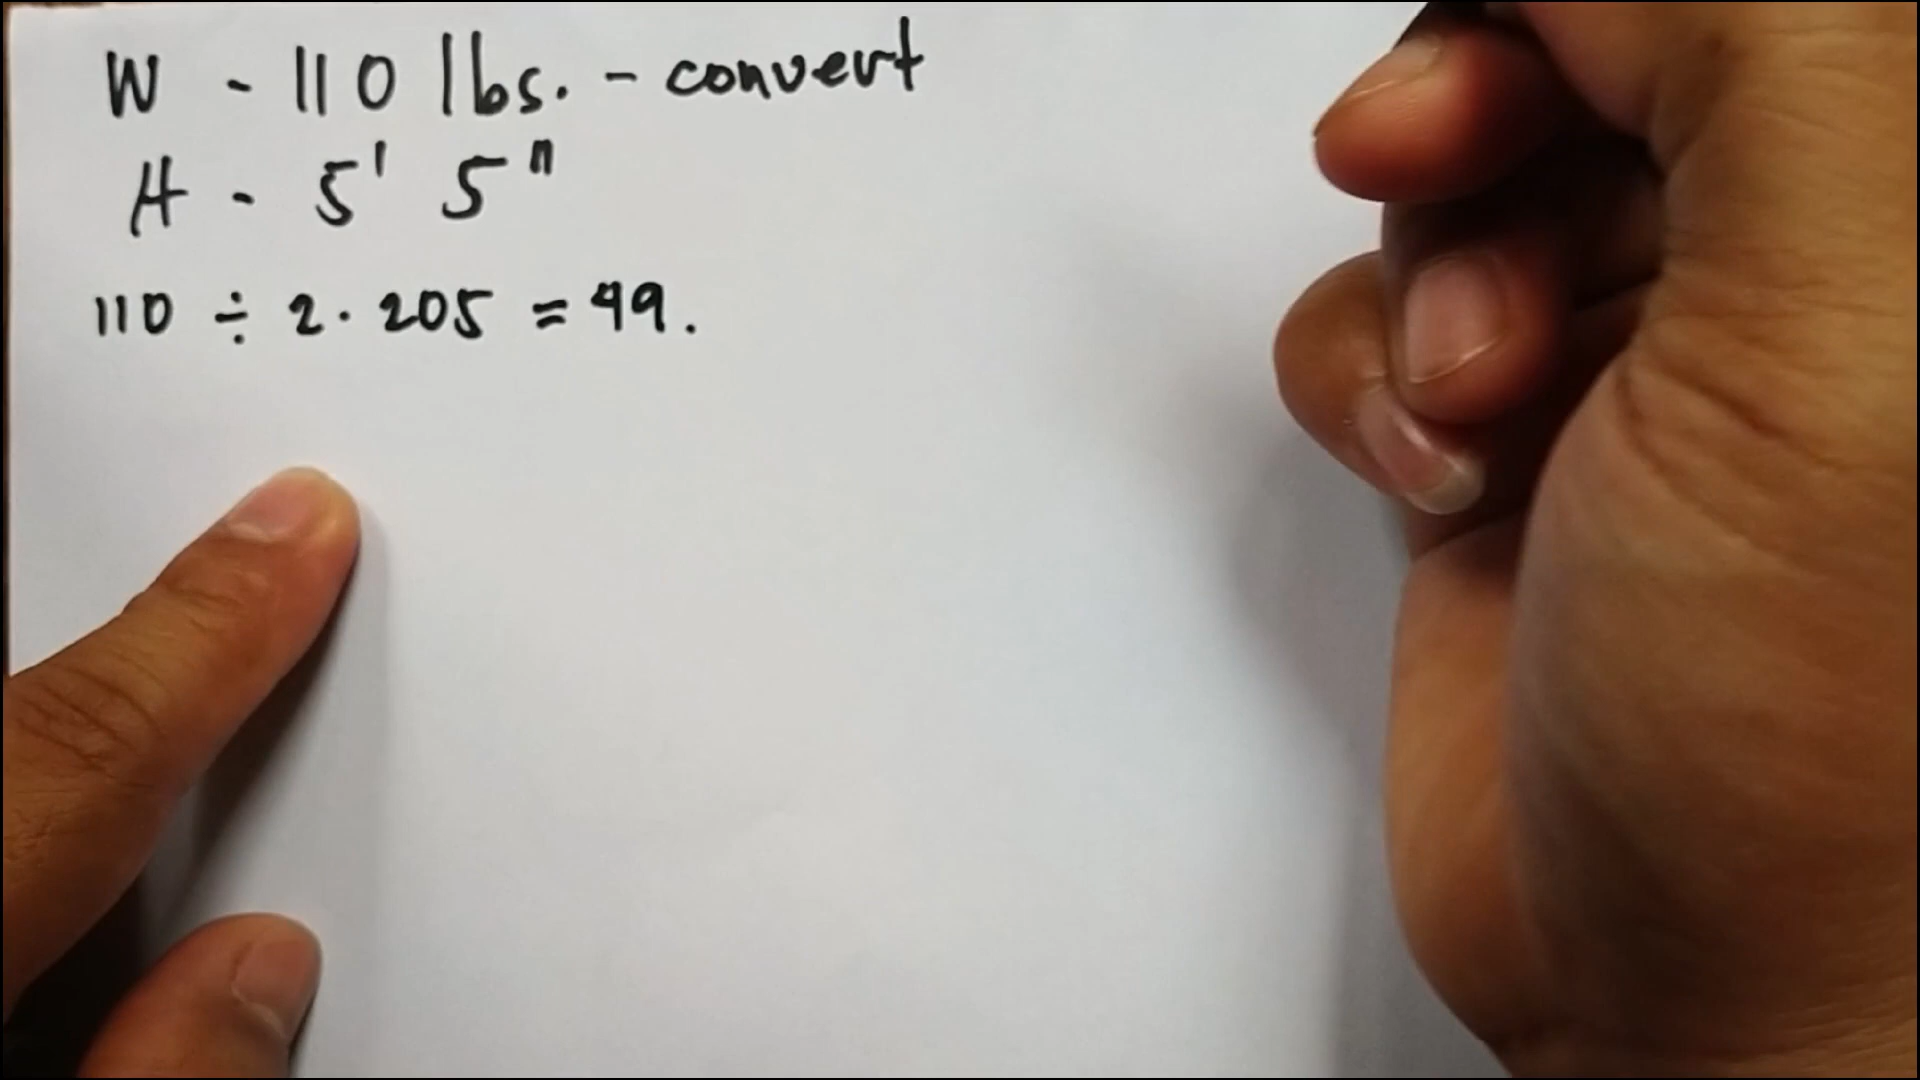 W - 110 lbs. - convert
H - 5' 5"
110 ÷ 2.205 = 49.